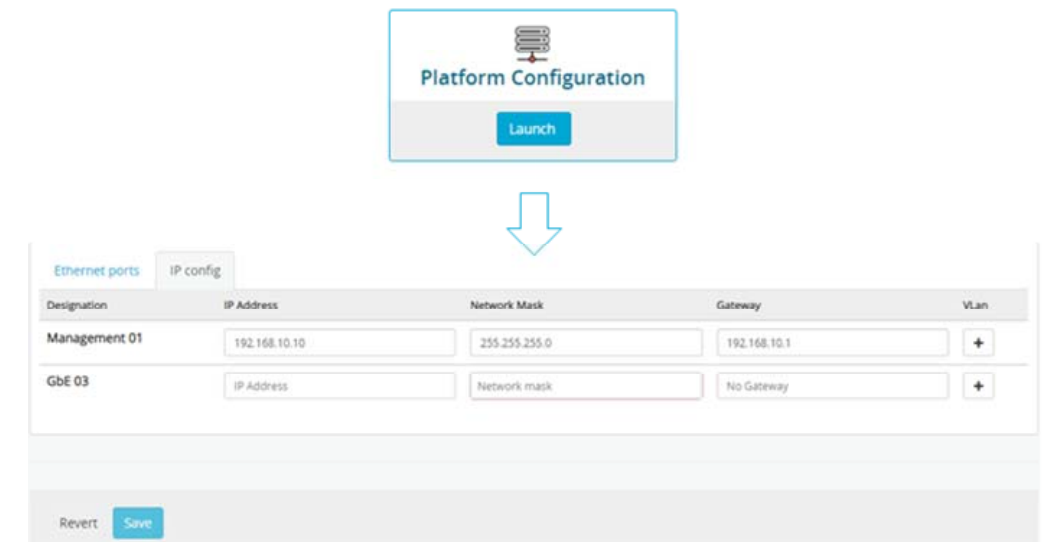 Platform Configuration
Launch
Ethernet ports IP config
Designation IP Address Network Mask Gateway VLan
Management 01 192.168.10.10 255.255.255.0 192.168.10.1 +
GbE 03 IP Address Network mask No Gateway +
Revert Save